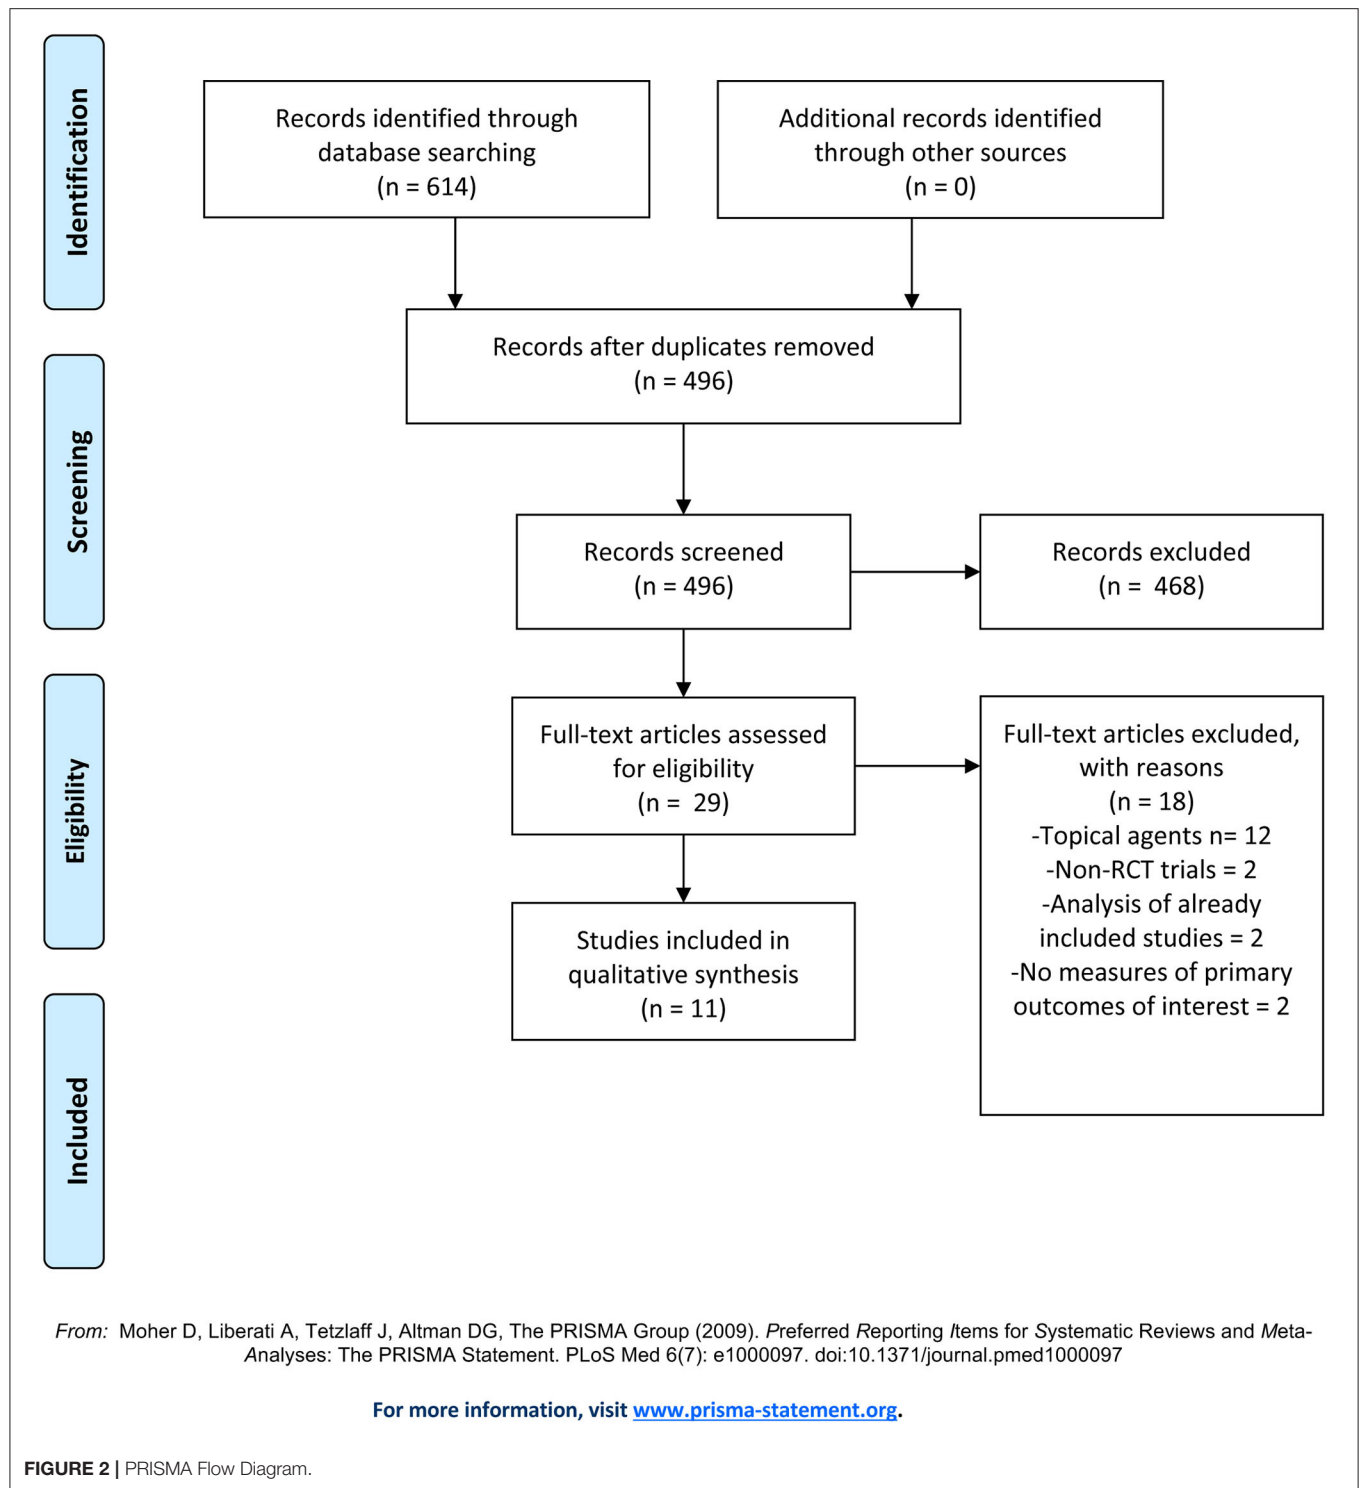 Identification
Records identified through
database searching
(n = 614)
Additional records identified
through other sources
(n = 0)
Records after duplicates removed
(n = 496)
Screening
Records screened
(n = 496)
Records excluded
(n = 468)
Eligibility
Full-text articles assessed
for eligibility
(n = 29)
Full-text articles excluded,
with reasons
(n = 18)
-Topical agents n= 12
-Non-RCT trials = 2
-Analysis of already
included studies = 2
-No measures of primary
outcomes of interest = 2
Studies included in
qualitative synthesis
(n = 11)
Included
From: Moher D, Liberati A, Tetzlaff J, Altman DG, The PRISMA Group (2009). Preferred Reporting Items for Systematic Reviews and Meta-
Analyses: The PRISMA Statement. PLoS Med 6(7): e1000097. doi:10.1371/journal.pmed1000097
For more information, visit www.prisma-statement.org.
FIGURE 2 | PRISMA Flow Diagram.